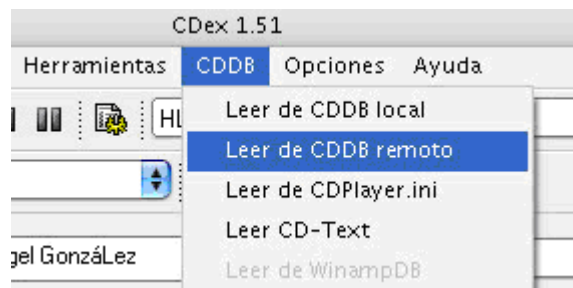 CDex 1.51
Herramientas CDDB Opciones Ayuda
Leer de CDDB local
Leer de CDDB remoto
Leer de CDPlayer.ini
Leer CD-Text
gel GonzáLez
Leer de WinampDB